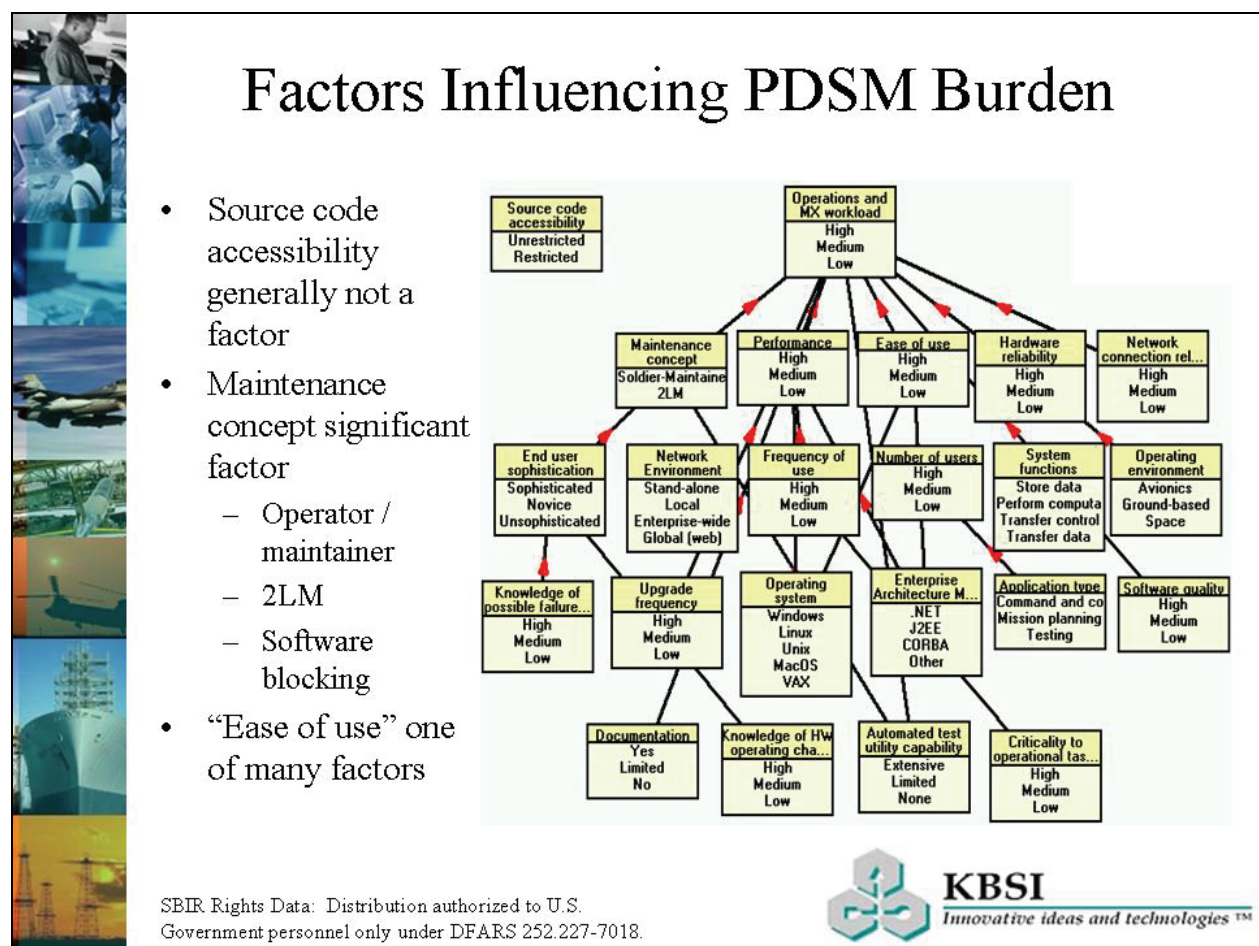 Factors Influencing PDSM Burden
• Source code
accessibility
generally not a
factor
• Maintenance
concept significant
factor
– Operator /
maintainer
– 2LM
– Software
blocking
• “Ease of use” one
of many factors
Source code
accessibility
Unrestricted
Restricted
Operations and
MX workload
High
Medium
Low
Maintenance
concept
Soldier-Maintaine
2LM
Performance
High
Medium
Low
Ease of use
High
Medium
Low
Hardware
reliability
High
Medium
Low
Network
connection rel...
High
Medium
Low
End user
sophistication
Sophisticated
Novice
Unsophisticated
Network
Environment
Stand-alone
Local
Enterprise-wide
Global (web)
Frequency of
use
High
Medium
Low
Number of users
High
Medium
Low
System
functions
Store data
Perform computa
Transfer control
Transfer data
Operating
environment
Avionics
Ground-based
Space
Knowledge of
possible failure...
High
Medium
Low
Upgrade
frequency
High
Medium
Low
Operating
system
Windows
Linux
Unix
MacOS
VAX
Enterprise
Architecture M...
.NET
J2EE
CORBA
Other
Application type
Command and co
Mission planning
Testing
Software quality
High
Medium
Low
Documentation
Yes
Limited
No
Knowledge of HW
operating cha...
High
Medium
Low
Automated test
utility capability
Extensive
Limited
None
Criticality to
operational tas...
High
Medium
Low
SBIR Rights Data: Distribution authorized to U.S.
Government personnel only under DFARS 252.227-7018.
KBSI
Innovative ideas and technologies ™